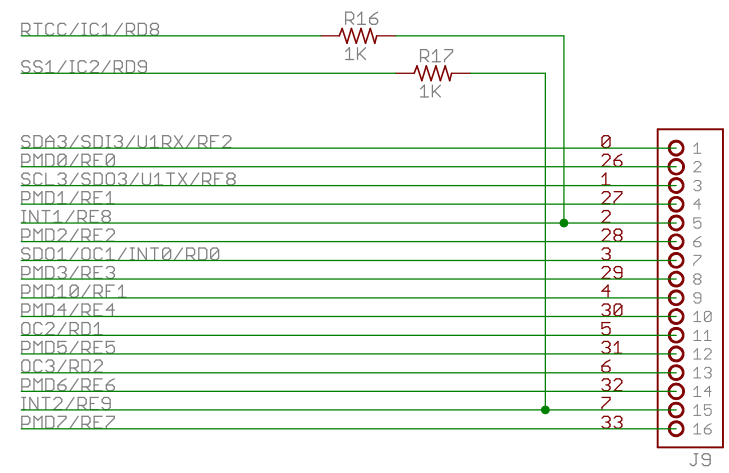 RTCC/IC1/RD8 R16
1K
SS1/IC2/RD9 R17
1K
SDA3/SDI3/U1RX/RF2 0 1
PMD0/RE0 26 2
SCL3/SDO3/U1TX/RF8 1 3
PMD1/RE1 27 4
INT1/RE8 2 5
PMD2/RE2 28 6
SDO1/OC1/INT0/RD0 3 7
PMD3/RE3 29 8
PMD10/RF1 4 9
PMD4/RE4 30 10
OC2/RD1 5 11
PMD5/RE5 31 12
OC3/RD2 6 13
PMD6/RE6 32 14
INT2/RE9 7 15
PMD7/RE7 33 16
J9